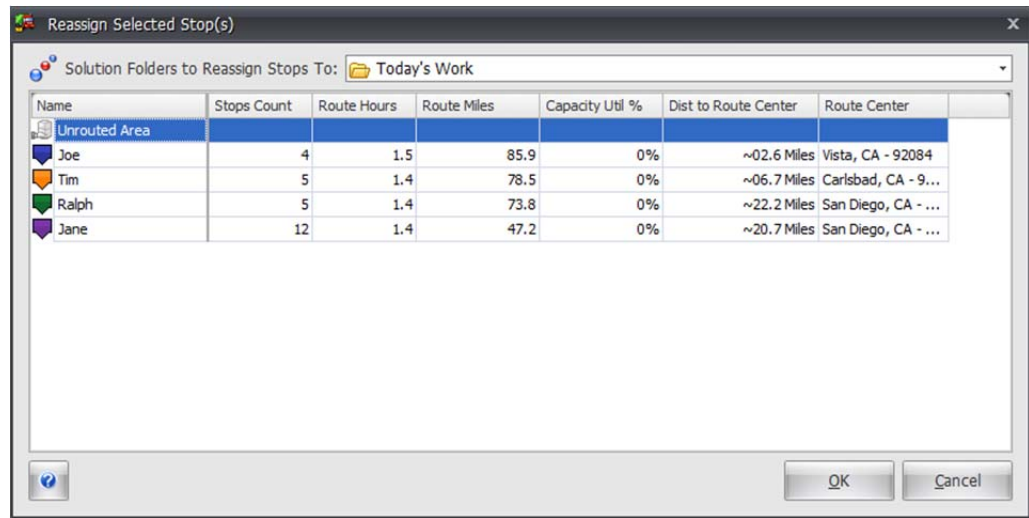 Reassign Selected Stop(s)
x
Solution Folders to Reassign Stops To: Today's Work
Name Stops Count Route Hours Route Miles Capacity Util % Dist to Route Center Route Center
Unrouted Area
Joe 4 1.5 85.9 0% ~02.6 Miles Vista, CA - 92084
Tim 5 1.4 78.5 0% ~06.7 Miles Carlsbad, CA - 9...
Ralph 5 1.4 73.8 0% ~22.2 Miles San Diego, CA - ...
Jane 12 1.4 47.2 0% ~20.7 Miles San Diego, CA - ...
? OK Cancel